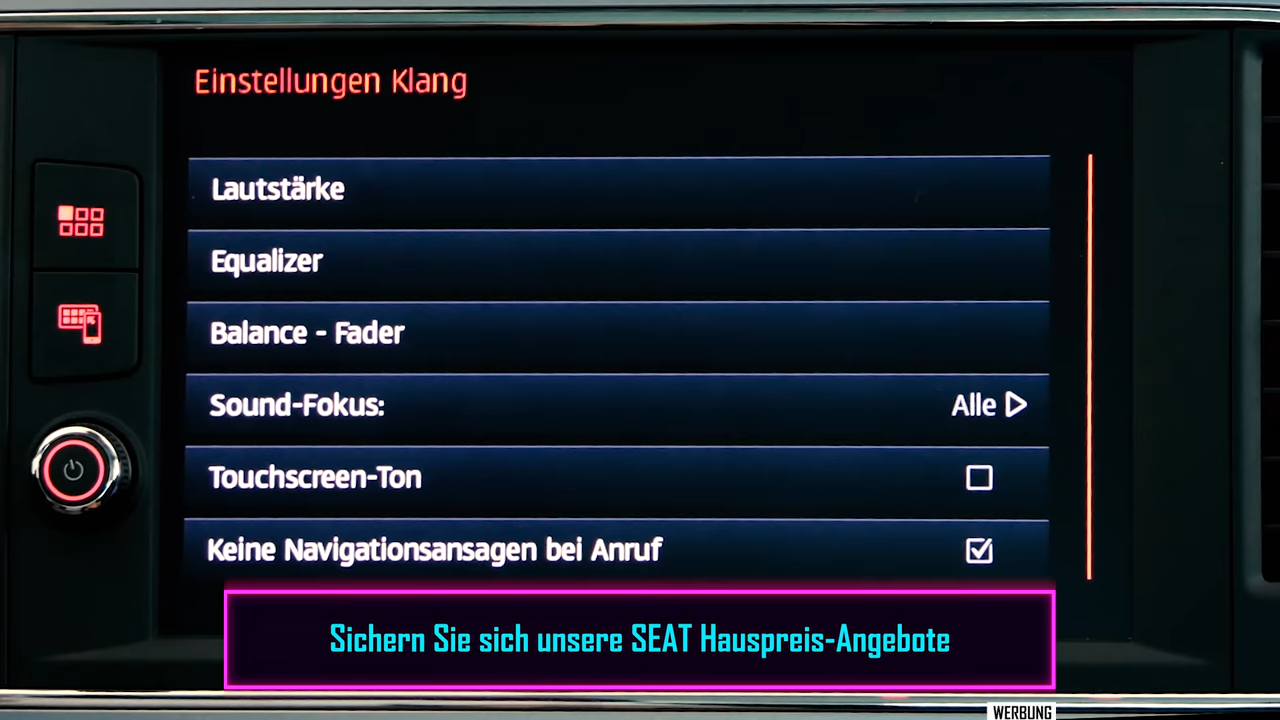 Einstellungen Klang
Lautstärke
Equalizer
Balance - Fader
Sound-Fokus: Alle
Touchscreen-Ton
Keine Navigationsansagen bei Anruf
Sichern Sie sich unsere SEAT Hauspreis-Angebote
WERBUNG